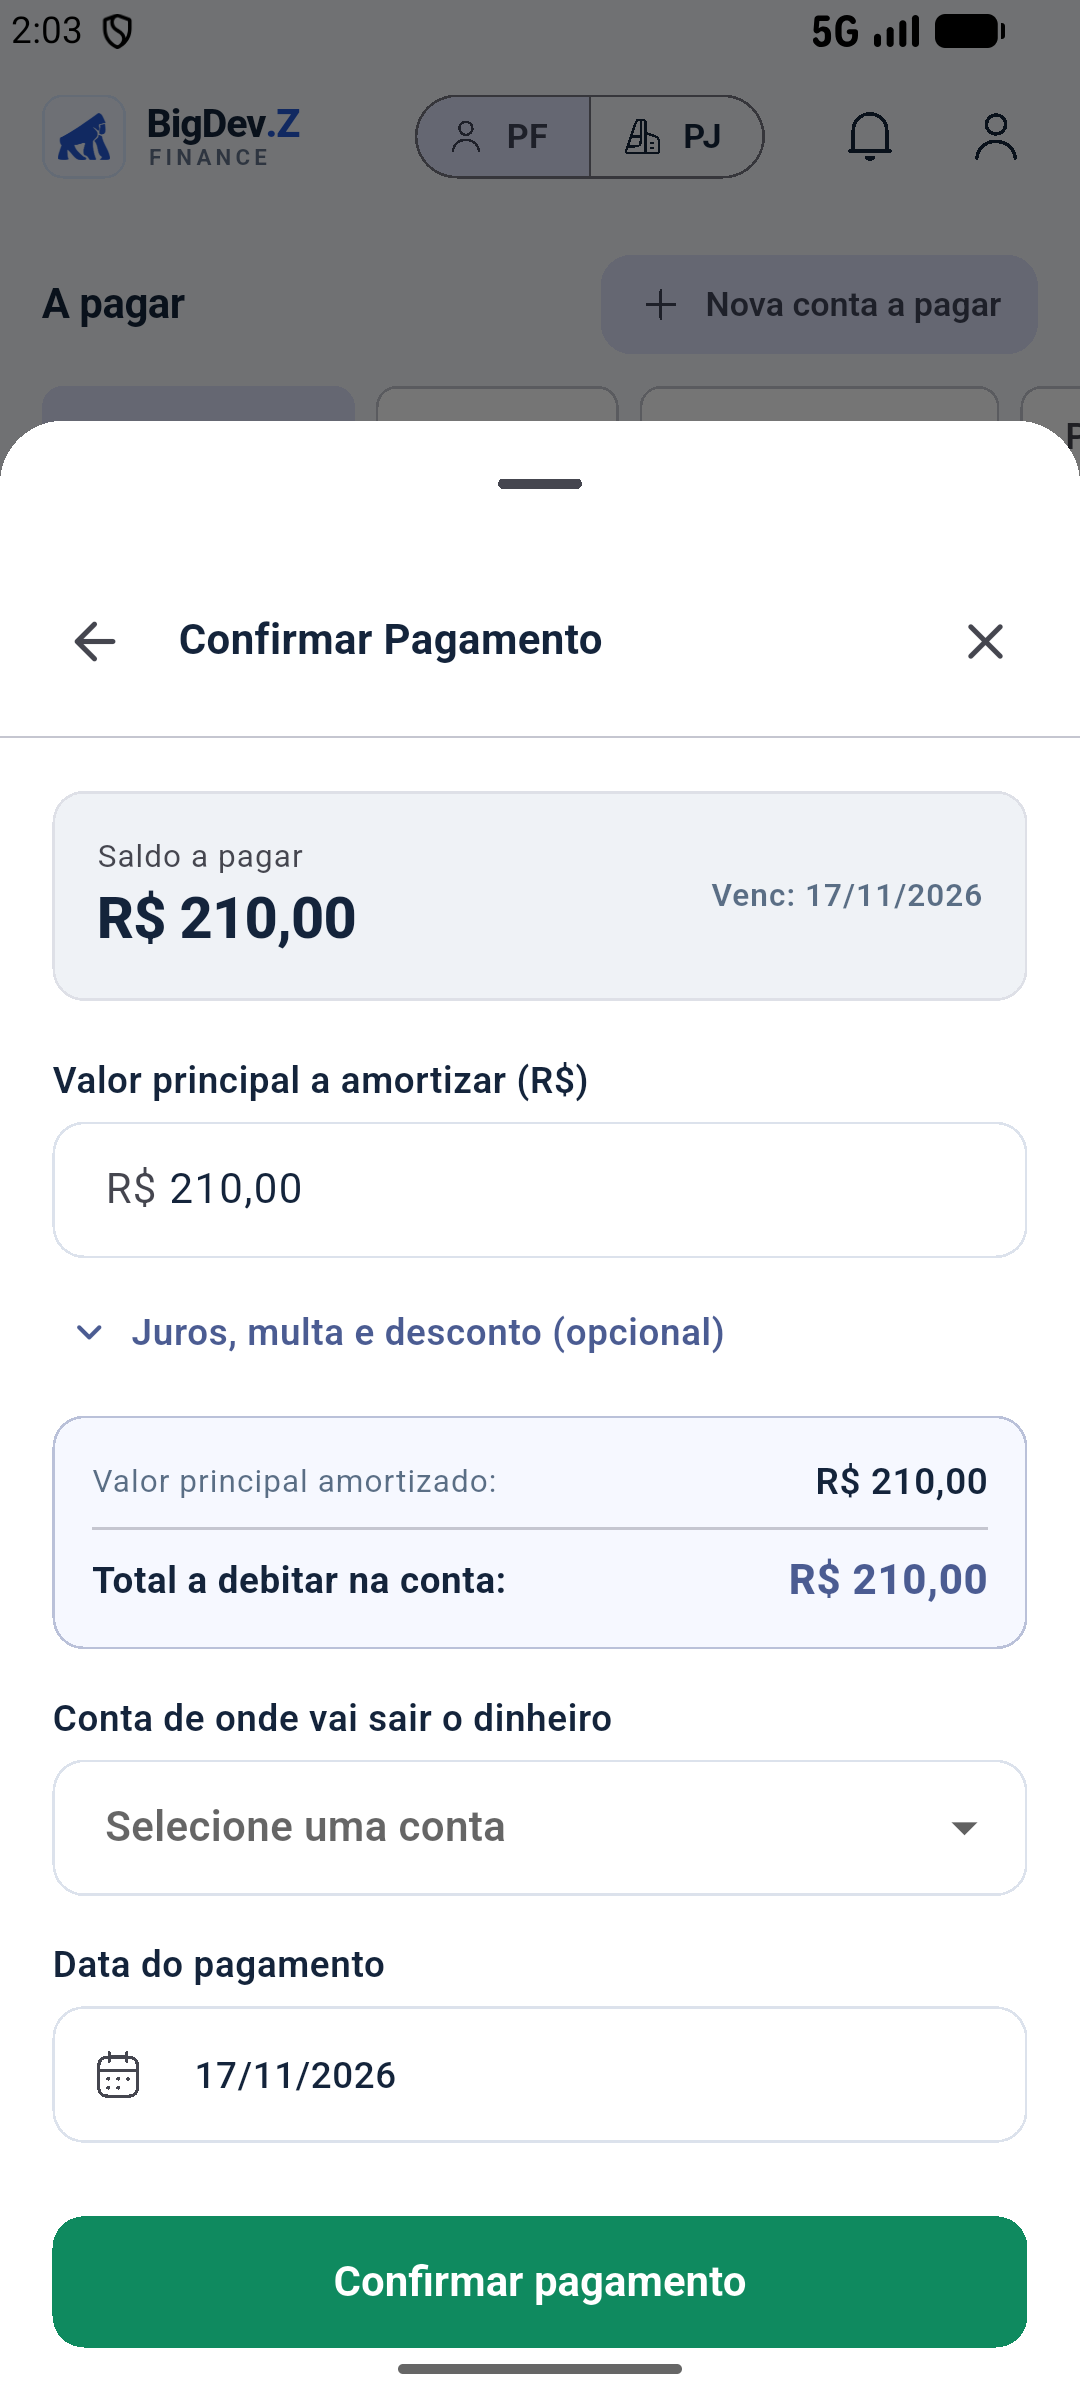 2:03
5G
BigDev.Z
FINANCE
PF
PJ
A pagar
Nova conta a pagar
Confirmar Pagamento
Saldo a pagar
R$ 210,00
Venc: 17/11/2026
Valor principal a amortizar (R$)
R$ 210,00
Juros, multa e desconto (opcional)
Valor principal amortizado:
R$ 210,00
Total a debitar na conta:
R$ 210,00
Conta de onde vai sair o dinheiro
Selecione uma conta
Data do pagamento
17/11/2026
Confirmar pagamento